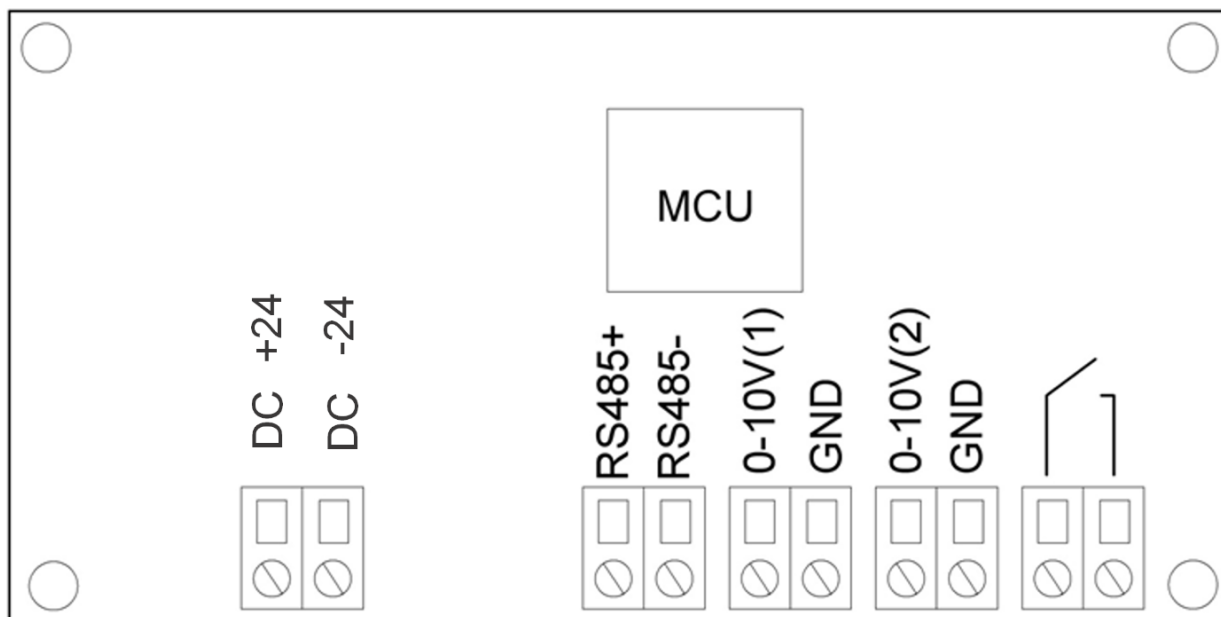 MCU
DC +24
DC -24
RS485+
RS485-
0-10V(1)
GND
0-10V(2)
GND